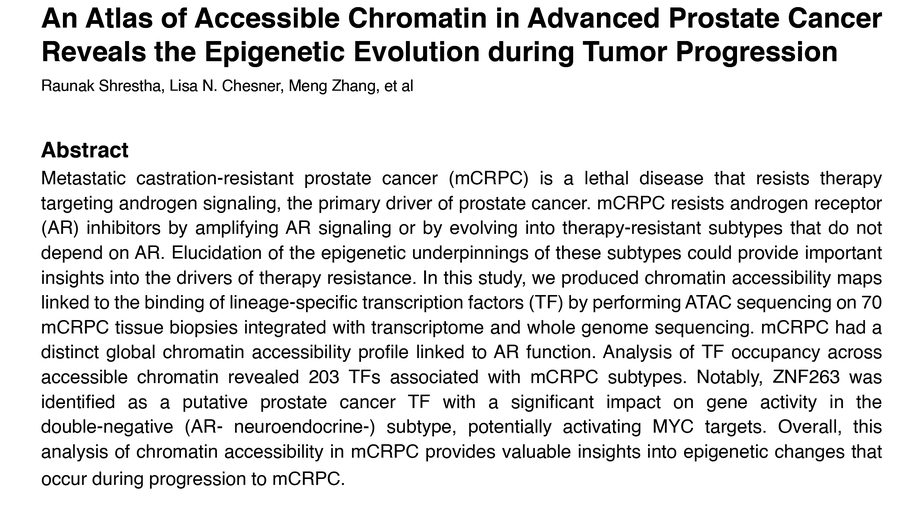 An Atlas of Accessible Chromatin in Advanced Prostate Cancer
Reveals the Epigenetic Evolution during Tumor Progression
Raunak Shrestha, Lisa N. Chesner, Meng Zhang, et al
Abstract
Metastatic castration-resistant prostate cancer (mCRPC) is a lethal disease that resists therapy
targeting androgen signaling, the primary driver of prostate cancer. mCRPC resists androgen receptor
(AR) inhibitors by amplifying AR signaling or by evolving into therapy-resistant subtypes that do not
depend on AR. Elucidation of the epigenetic underpinnings of these subtypes could provide important
insights into the drivers of therapy resistance. In this study, we produced chromatin accessibility maps
linked to the binding of lineage-specific transcription factors (TF) by performing ATAC sequencing on 70
mCRPC tissue biopsies integrated with transcriptome and whole genome sequencing. mCRPC had a
distinct global chromatin accessibility profile linked to AR function. Analysis of TF occupancy across
accessible chromatin revealed 203 TFs associated with mCRPC subtypes. Notably, ZNF263 was
identified as a putative prostate cancer TF with a significant impact on gene activity in the
double-negative (AR- neuroendocrine-) subtype, potentially activating MYC targets. Overall, this
analysis of chromatin accessibility in mCRPC provides valuable insights into epigenetic changes that
occur during progression to mCRPC.